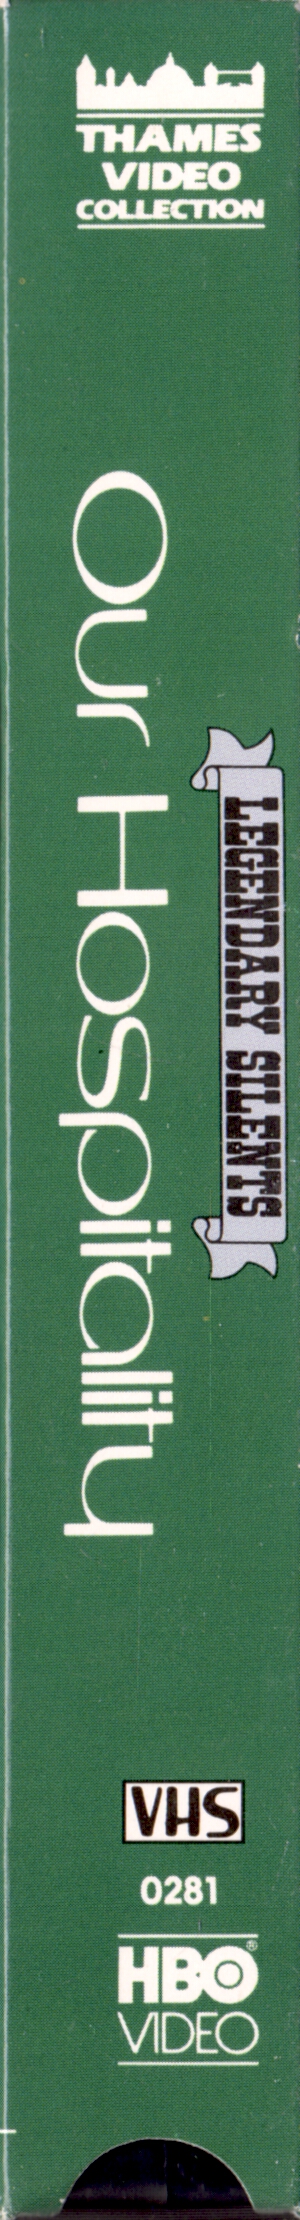 THAMES
VIDEO
COLLECTION
LEGENDARY SILENTS
Our Hospitality
VHS
0281
HBO®
VIDEO